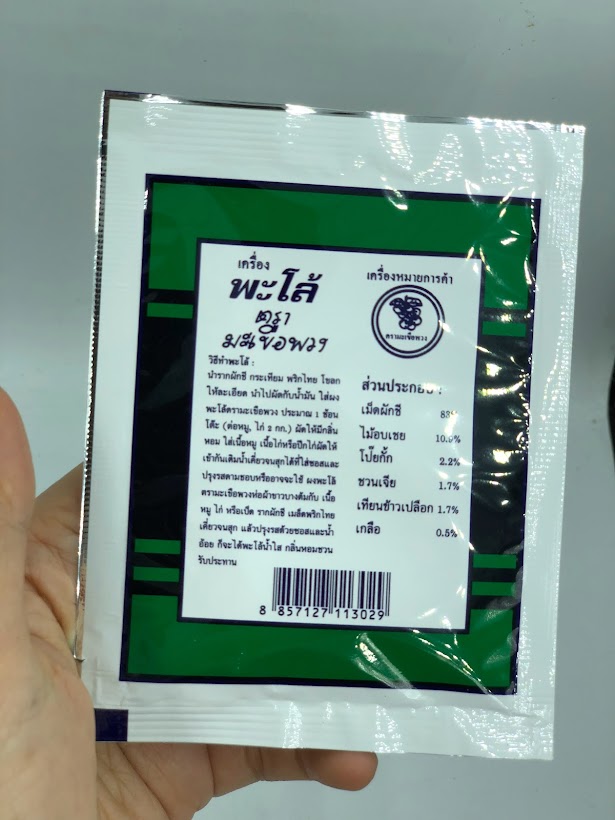 เครื่อง
พะโล้
ตรา
มะเขือพวง
เครื่องหมายการค้า
ตรามะเขือพวง
วิธีทำพะโล้ :
นำรากผักชี กระเทียม พริกไทย โขลก
ให้ละเอียด นำไปผัดกับน้ำมัน ใส่ผง
พะโล้ตรามะเขือพวง ประมาณ 1 ช้อน
โต๊ะ (ต่อหมู, ไก่ 2 กก.) ผัดให้มีกลิ่น
หอม ใส่เนื้อหมู เนื้อไก่หรือปีกไก่ผัดให้
เข้ากันเติมน้ำเคี่ยวจนสุกได้ที่ใส่ซอสและ
ปรุงรสตามชอบหรืออาจจะใช้ ผงพะโล้
ตรามะเขือพวงห่อผ้าขาวบางต้มกับ เนื้อ
หมู ไก่ หรือเป็ด รากผักชี เมล็ดพริกไทย
เคี่ยวจนสุก แล้วปรุงรสด้วยซอสและน้ำ
อ้อย ก็จะได้พะโล้น้ำใส กลิ่นหอมชวน
รับประทาน
ส่วนประกอบ :
เม็ดผักชี 83%
ไม้อบเชย 10.9%
โป๊ยกั๊ก 2.2%
ชวนเจีย 1.7%
เทียนข้าวเปลือก 1.7%
เกลือ 0.5%
8 857127 113029